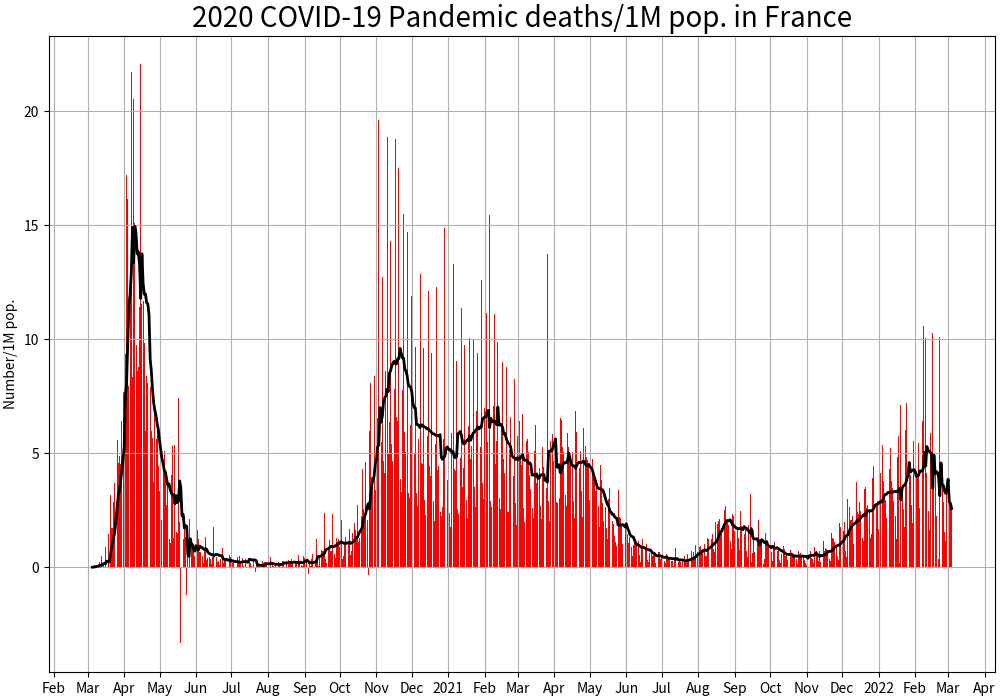 2020 COVID-19 Pandemic deaths/1M pop. in France
Number/1M pop.
20
15
10
5
0
Feb Mar Apr May Jun Jul Aug Sep Oct Nov Dec 2021 Feb Mar Apr May Jun Jul Aug Sep Oct Nov Dec 2022 Feb Mar Apr